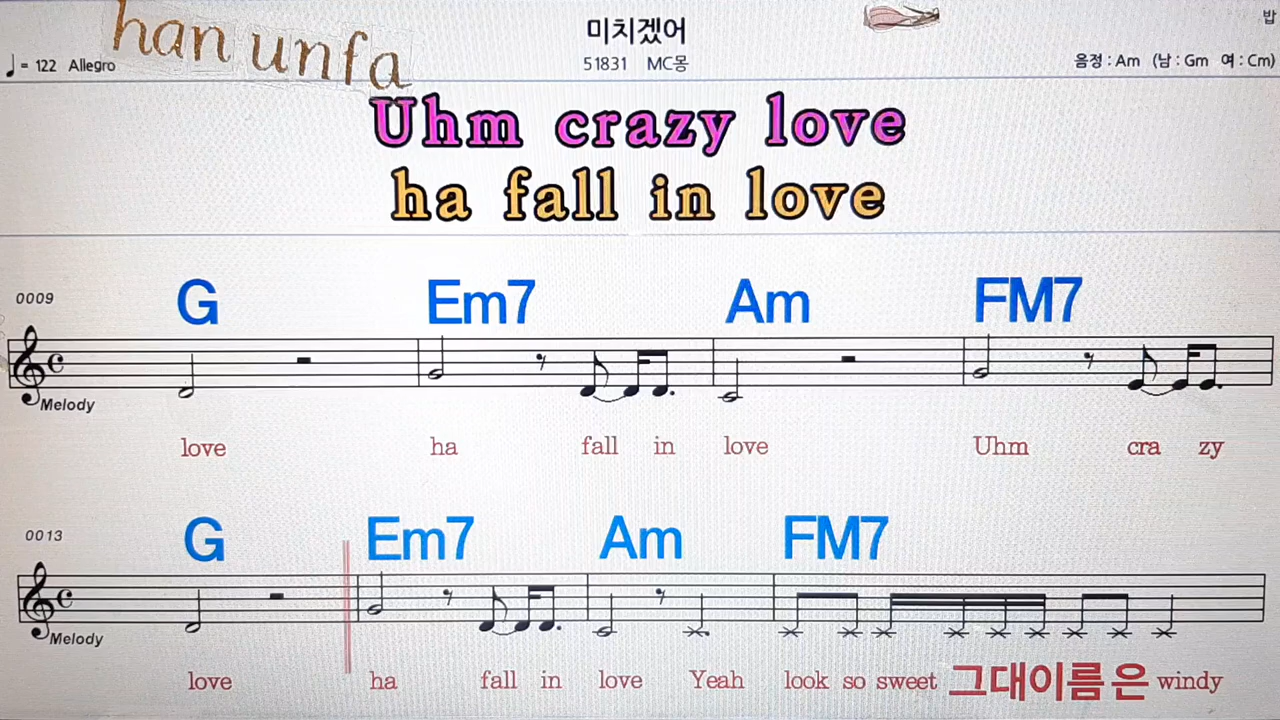 han unfa
미치겠어
밥
♩= 122 Allegro
51831 MC몽
음정 : Am (남 : Gm 여 : Cm)
Uhm crazy love
ha fall in love
0009
G Em7 Am FM7
Melody
love ha fall in love Uhm cra zy
0013
G Em7 Am FM7
Melody
love ha fall in love Yeah look so sweet 그대이름은 windy